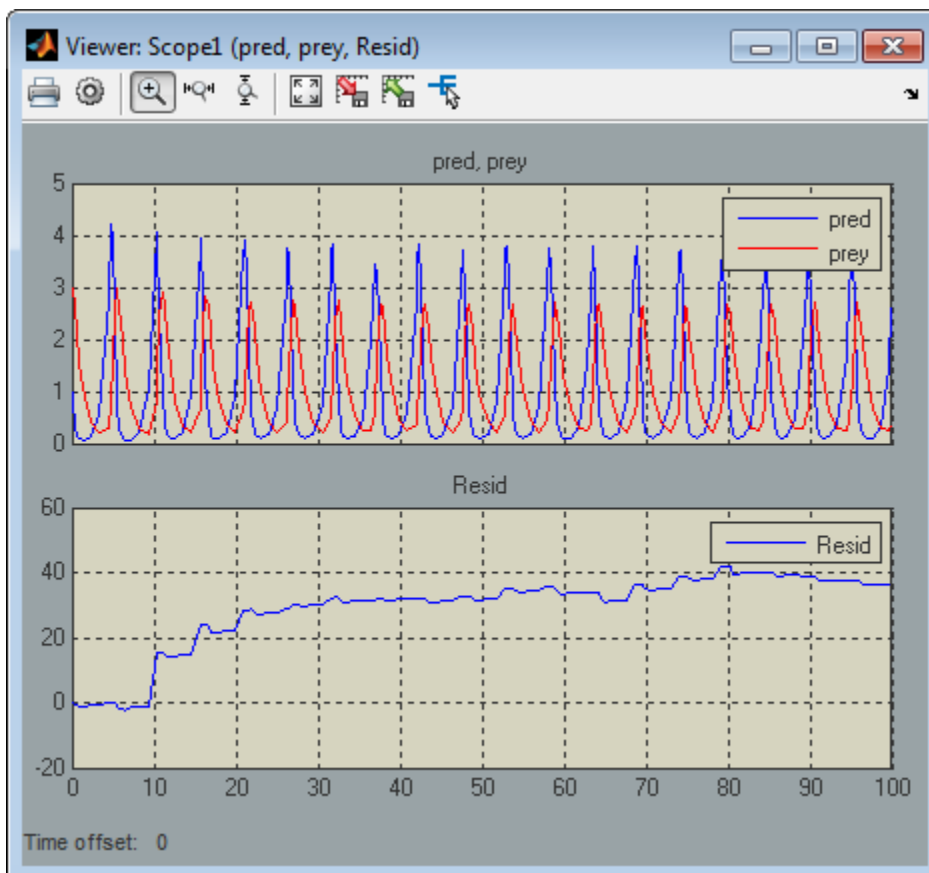 Viewer: Scope1 (pred, prey, Resid)
pred, prey
5
4
3
2
1
0
pred
prey
Resid
60
40
20
0
-20
Resid
0 10 20 30 40 50 60 70 80 90 100
Time offset: 0